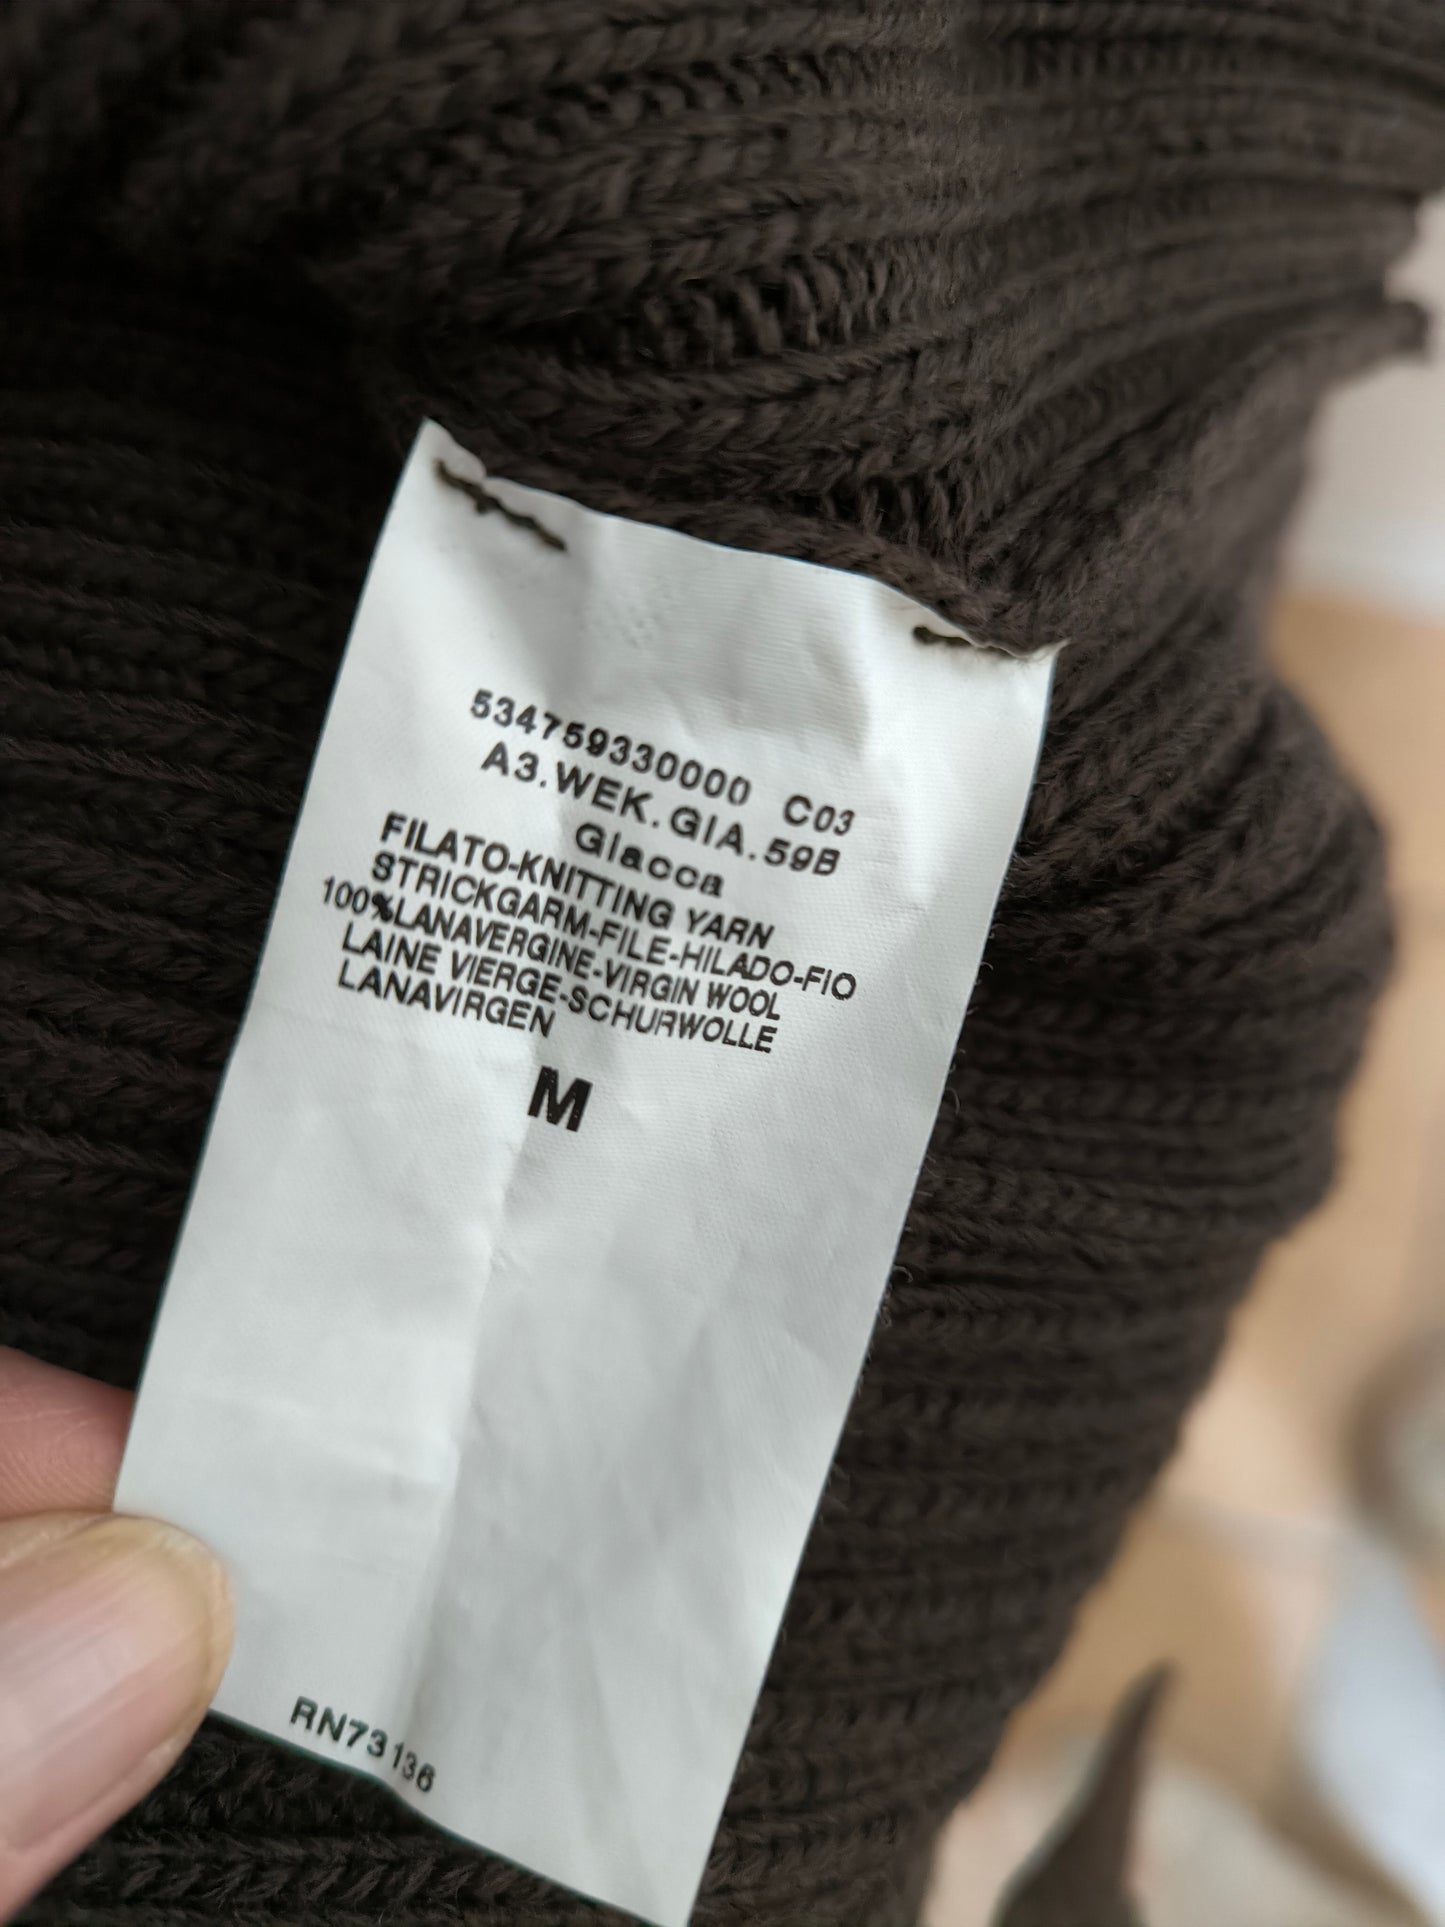 534759330000 C03
A3.WEK.GIA.59B
Giacca
FILATO-KNITTING YARN
STRICKGARM-FILE-HILADO-FIO
100%LANAVERGINE-VIRGIN WOOL
LAINE VIERGE-SCHURWOLLE
LANAVIRGEN
M
RN73136